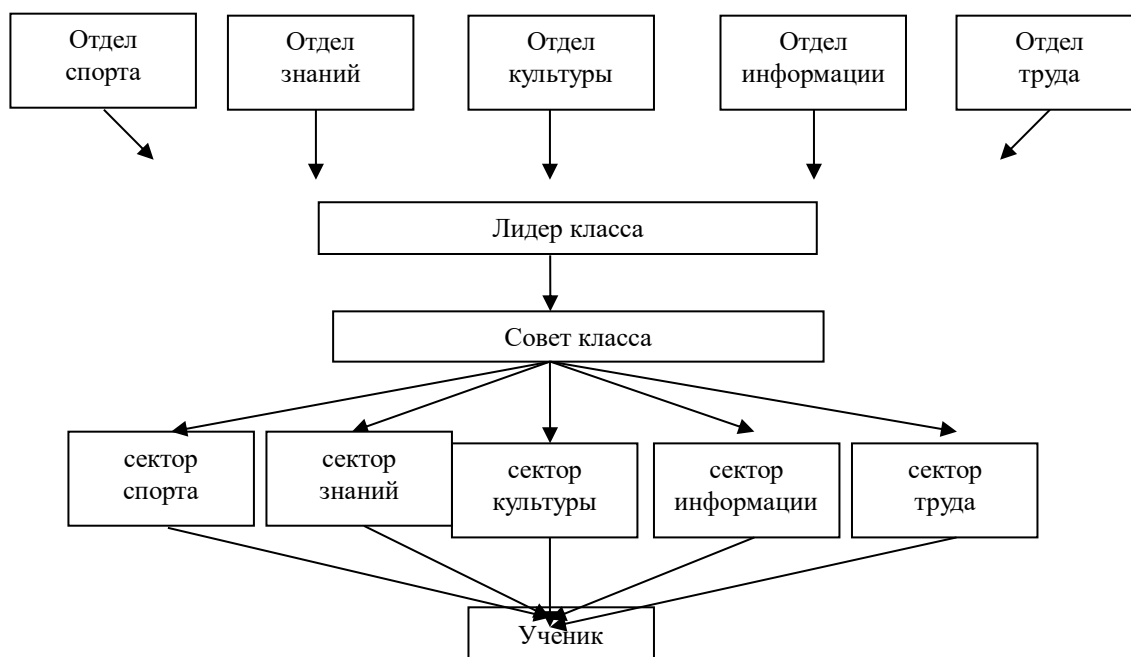 Отдел
спорта
Отдел
знаний
Отдел
культуры
Отдел
информации
Отдел
труда
Лидер класса
Совет класса
сектор
спорта
сектор
знаний
сектор
культуры
сектор
информации
сектор
труда
Ученик